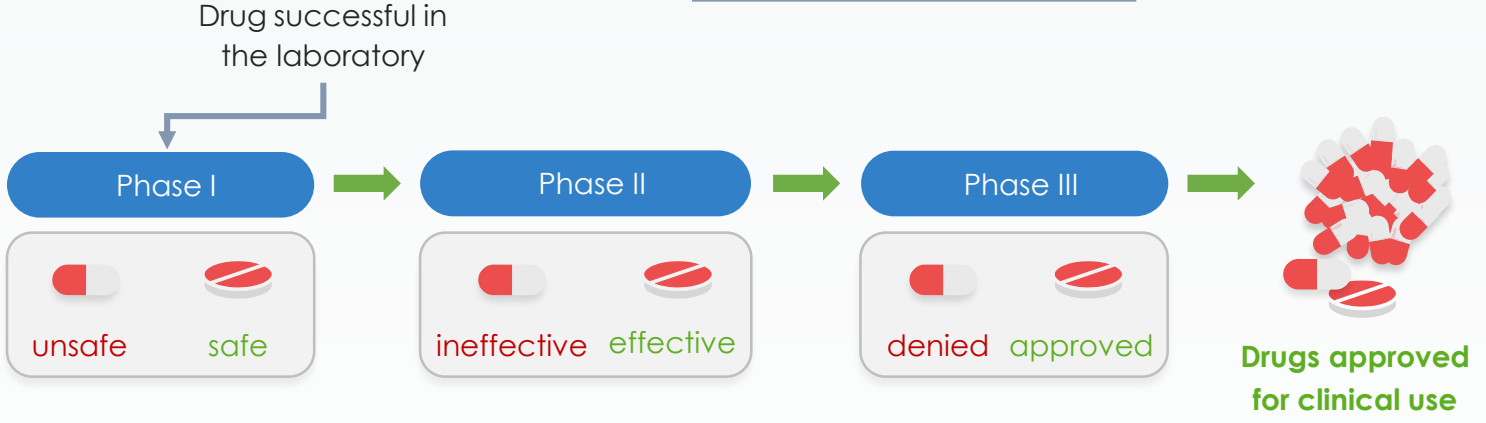 Drug successful in
the laboratory
Phase I
Phase II
Phase III
unsafe
safe
ineffective
effective
denied
approved
Drugs approved
for clinical use